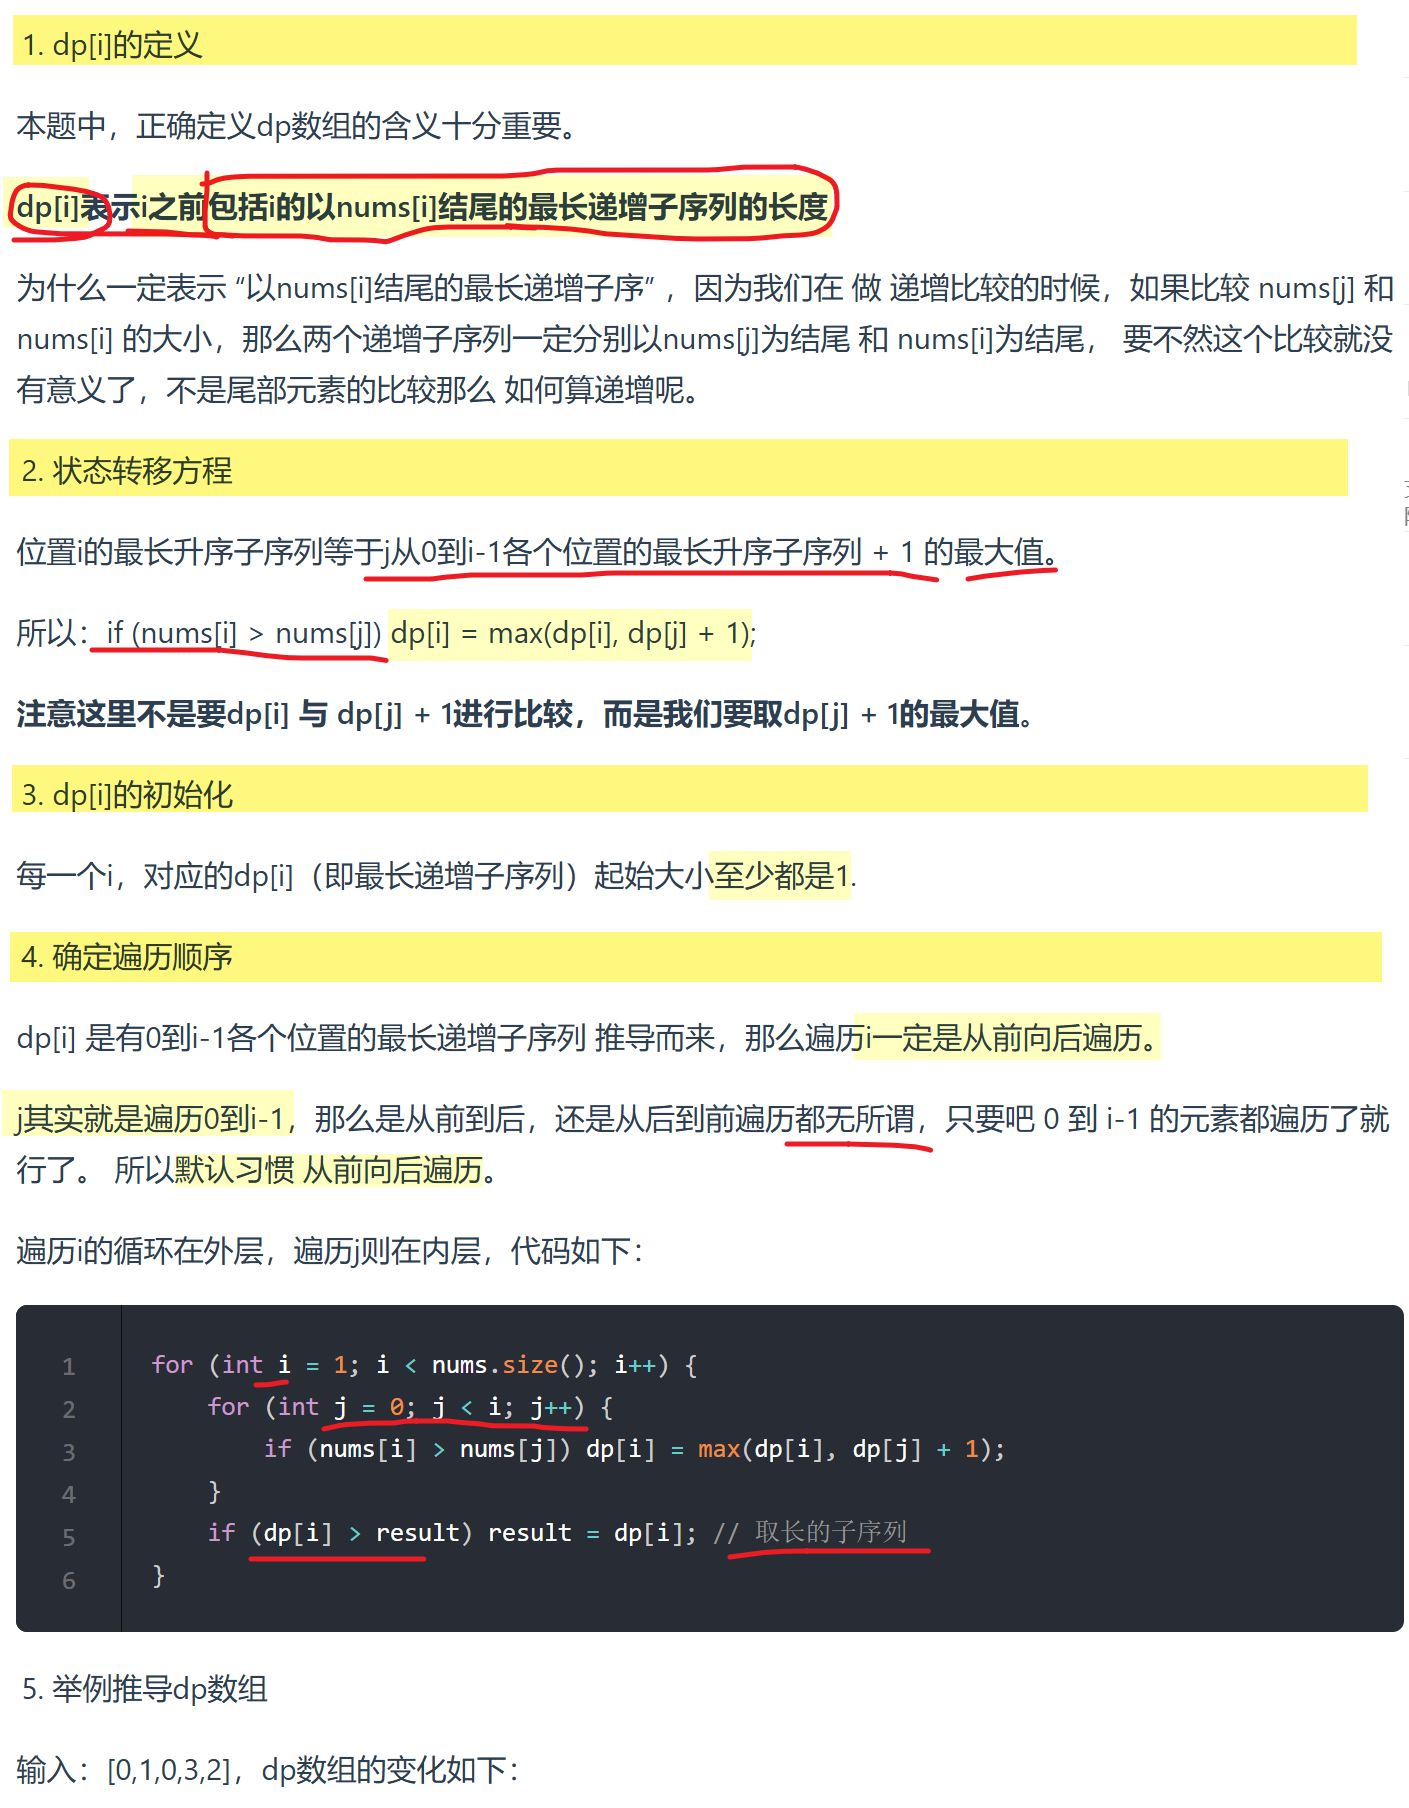 1. dp[i]的定义
本题中，正确定义dp数组的含义十分重要。
dp[i]表示i之前包括i的以nums[i]结尾的最长递增子序列的长度
为什么一定表示 “以nums[i]结尾的最长递增子序” ，因为我们在 做 递增比较的时候，如果比较 nums[j] 和
nums[i] 的大小，那么两个递增子序列一定分别以nums[j]为结尾 和 nums[i]为结尾， 要不然这个比较就没
有意义了，不是尾部元素的比较那么 如何算递增呢。
2. 状态转移方程
位置i的最长升序子序列等于j从0到i-1各个位置的最长升序子序列 + 1 的最大值。
所以：if (nums[i] > nums[j]) dp[i] = max(dp[i], dp[j] + 1);
注意这里不是要dp[i] 与 dp[j] + 1进行比较，而是我们要取dp[j] + 1的最大值。
3. dp[i]的初始化
每一个i，对应的dp[i]（即最长递增子序列）起始大小至少都是1.
4. 确定遍历顺序
dp[i] 是有0到i-1各个位置的最长递增子序列 推导而来，那么遍历i一定是从前向后遍历。
j其实就是遍历0到i-1，那么是从前到后，还是从后到前遍历都无所谓，只要吧 0 到 i-1 的元素都遍历了就
行了。 所以默认习惯 从前向后遍历。
遍历i的循环在外层，遍历j则在内层，代码如下：
1 for (int i = 1; i < nums.size(); i++) {
2 for (int j = 0; j < i; j++) {
3 if (nums[i] > nums[j]) dp[i] = max(dp[i], dp[j] + 1);
4 }
5 if (dp[i] > result) result = dp[i]; // 取长的子序列
6 }
5. 举例推导dp数组
输入：[0,1,0,3,2]，dp数组的变化如下：